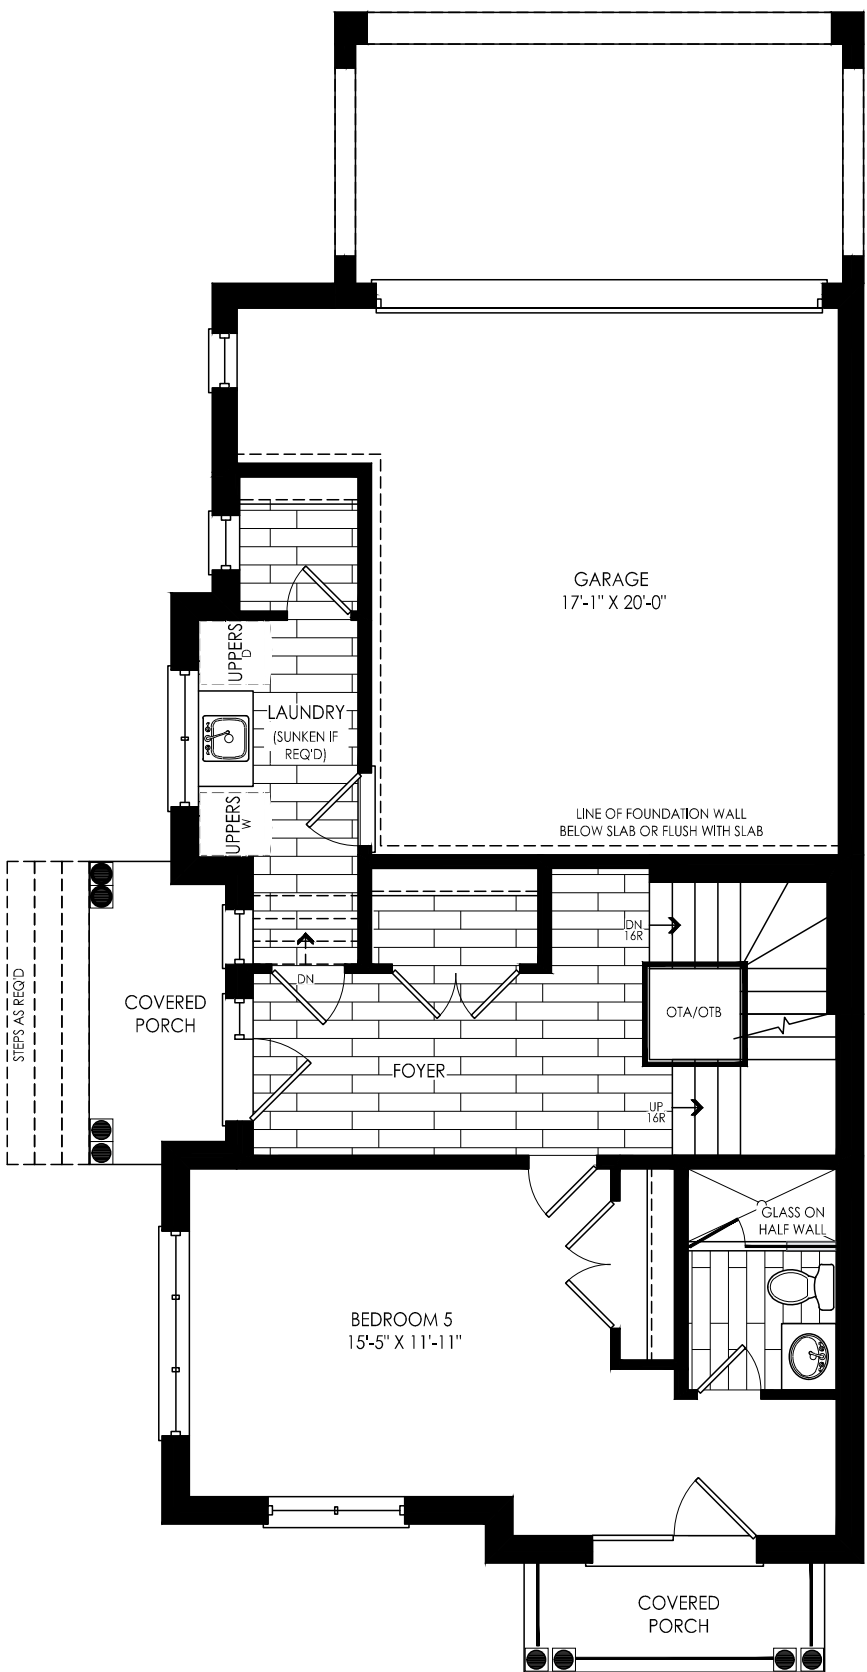 GARAGE
17'-1" X 20'-0"
UPPERS
D
LAUNDRY
(SUNKEN IF
REQ'D)
UPPERS
W
LINE OF FOUNDATION WALL
BELOW SLAB OR FLUSH WITH SLAB
DN
16R
STEPS AS REQ'D
COVERED
PORCH
DN
OTA/OTB
FOYER
UP
16R
GLASS ON
HALF WALL
BEDROOM 5
15'-5" X 11'-11"
COVERED
PORCH